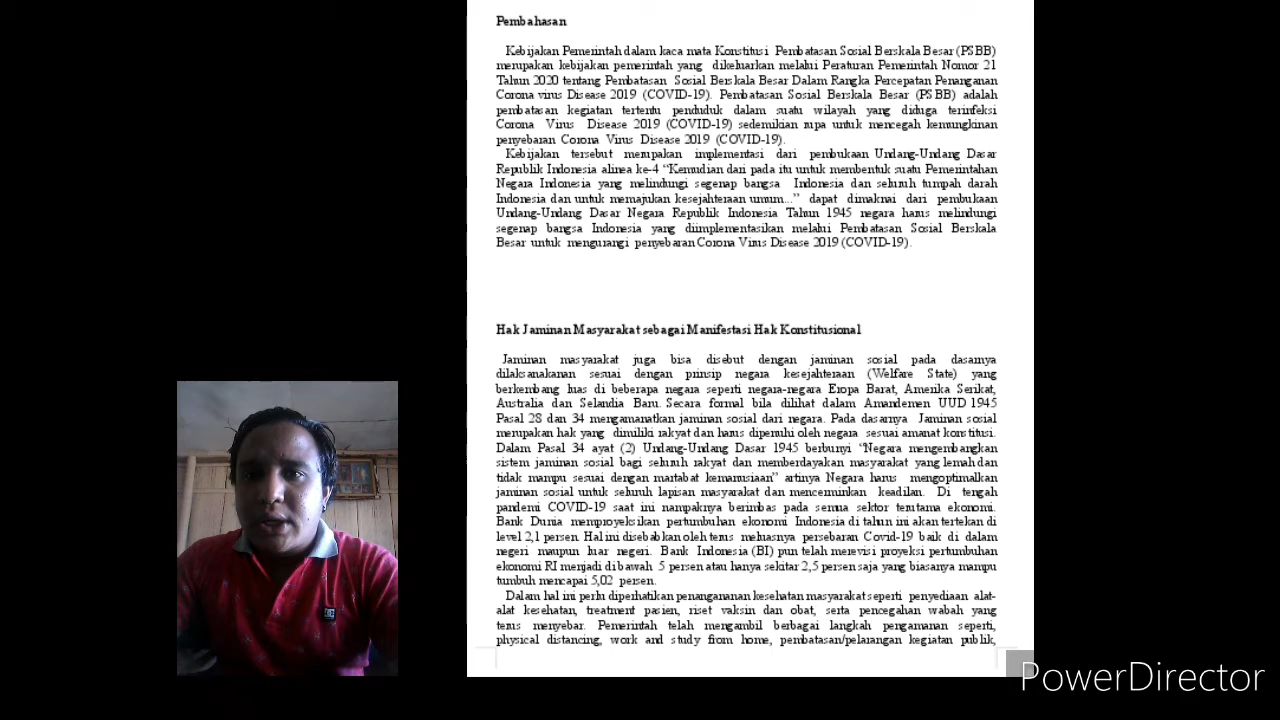 Pembahasan
Kebijakan Pemerintah dalam kaca mata Konstitusi Pembatasan Sosial Berskala Besar (PSBB)
merupakan kebijakan pemerintah yang dikeluarkan melalui Peraturan Pemerintah Nomor 21
Tahun 2020 tentang Pembatasan Sosial Berskala Besar Dalam Rangka Percepatan Penanganan
Corona virus Disease 2019 (COVID-19). Pembatasan Sosial Berskala Besar (PSBB) adalah
pembatasan kegiatan tertentu penduduk dalam suatu wilayah yang diduga terinfeksi
Corona Virus Disease 2019 (COVID-19) sedemikian rupa untuk mencegah kemungkinan
penyebaran Corona Virus Disease 2019 (COVID-19).
Kebijakan tersebut merupakan implementasi dari pembukaan Undang-Undang Dasar
Republik Indonesia alinea ke-4 “Kemudian dari pada itu untuk membentuk suatu Pemerintahan
Negara Indonesia yang melindungi segenap bangsa Indonesia dan seluruh tumpah darah
Indonesia dan untuk memajukan kesejahteraan umum...” dapat dimaknai dari pembukaan
Undang-Undang Dasar Negara Republik Indonesia Tahun 1945 negara harus melindungi
segenap bangsa Indonesia yang diimplementasikan melalui Pembatasan Sosial Berskala
Besar untuk mengurangi penyebaran Corona Virus Disease 2019 (COVID-19).
Hak Jaminan Masyarakat sebagai Manifestasi Hak Konstitusional
Jaminan masyarakat juga bisa disebut dengan jaminan sosial pada dasarnya
dilaksanakanan sesuai dengan prinsip negara kesejahteraan (Welfare State) yang
berkembang luas di beberapa negara seperti negara-negara Eropa Barat, Amerika Serikat,
Australia dan Selandia Baru. Secara formal bila dilihat dalam Amandemen UUD 1945
Pasal 28 dan 34 mengamanatkan jaminan sosial dari negara. Pada dasarnya Jaminan sosial
merupakan hak yang dimiliki rakyat dan harus dipenuhi oleh negara sesuai amanat konstitusi.
Dalam Pasal 34 ayat (2) Undang-Undang Dasar 1945 berbunyi “Negara mengembangkan
sistem jaminan sosial bagi seluruh rakyat dan memberdayakan masyarakat yang lemah dan
tidak mampu sesuai dengan martabat kemanusiaan” artinya Negara harus mengoptimalkan
jaminan sosial untuk seluruh lapisan masyarakat dan mencerminkan keadilan. Di tengah
pandemi COVID-19 saat ini nampaknya berimbas pada semua sektor terutama ekonomi.
Bank Dunia memproyeksikan pertumbuhan ekonomi Indonesia di tahun ini akan tertekan di
level 2,1 persen. Hal ini disebabkan oleh terus meluasnya persebaran Covid-19 baik di dalam
negeri maupun luar negeri. Bank Indonesia (BI) pun telah merevisi proyeksi pertumbuhan
ekonomi RI menjadi di bawah 5 persen atau hanya sekitar 2,5 persen saja yang biasanya mampu
tumbuh mencapai 5,02 persen.
Dalam hal ini perlu diperhatikan penangananan kesehatan masyarakat seperti penyediaan alat-
alat kesehatan, treatment pasien, riset vaksin dan obat, serta pencegahan wabah yang
terus menyebar. Pemerintah telah mengambil berbagai langkah pengamanan seperti,
physical distancing, work and study from home, pembatasan/pelarangan kegiatan publik,
PowerDirector